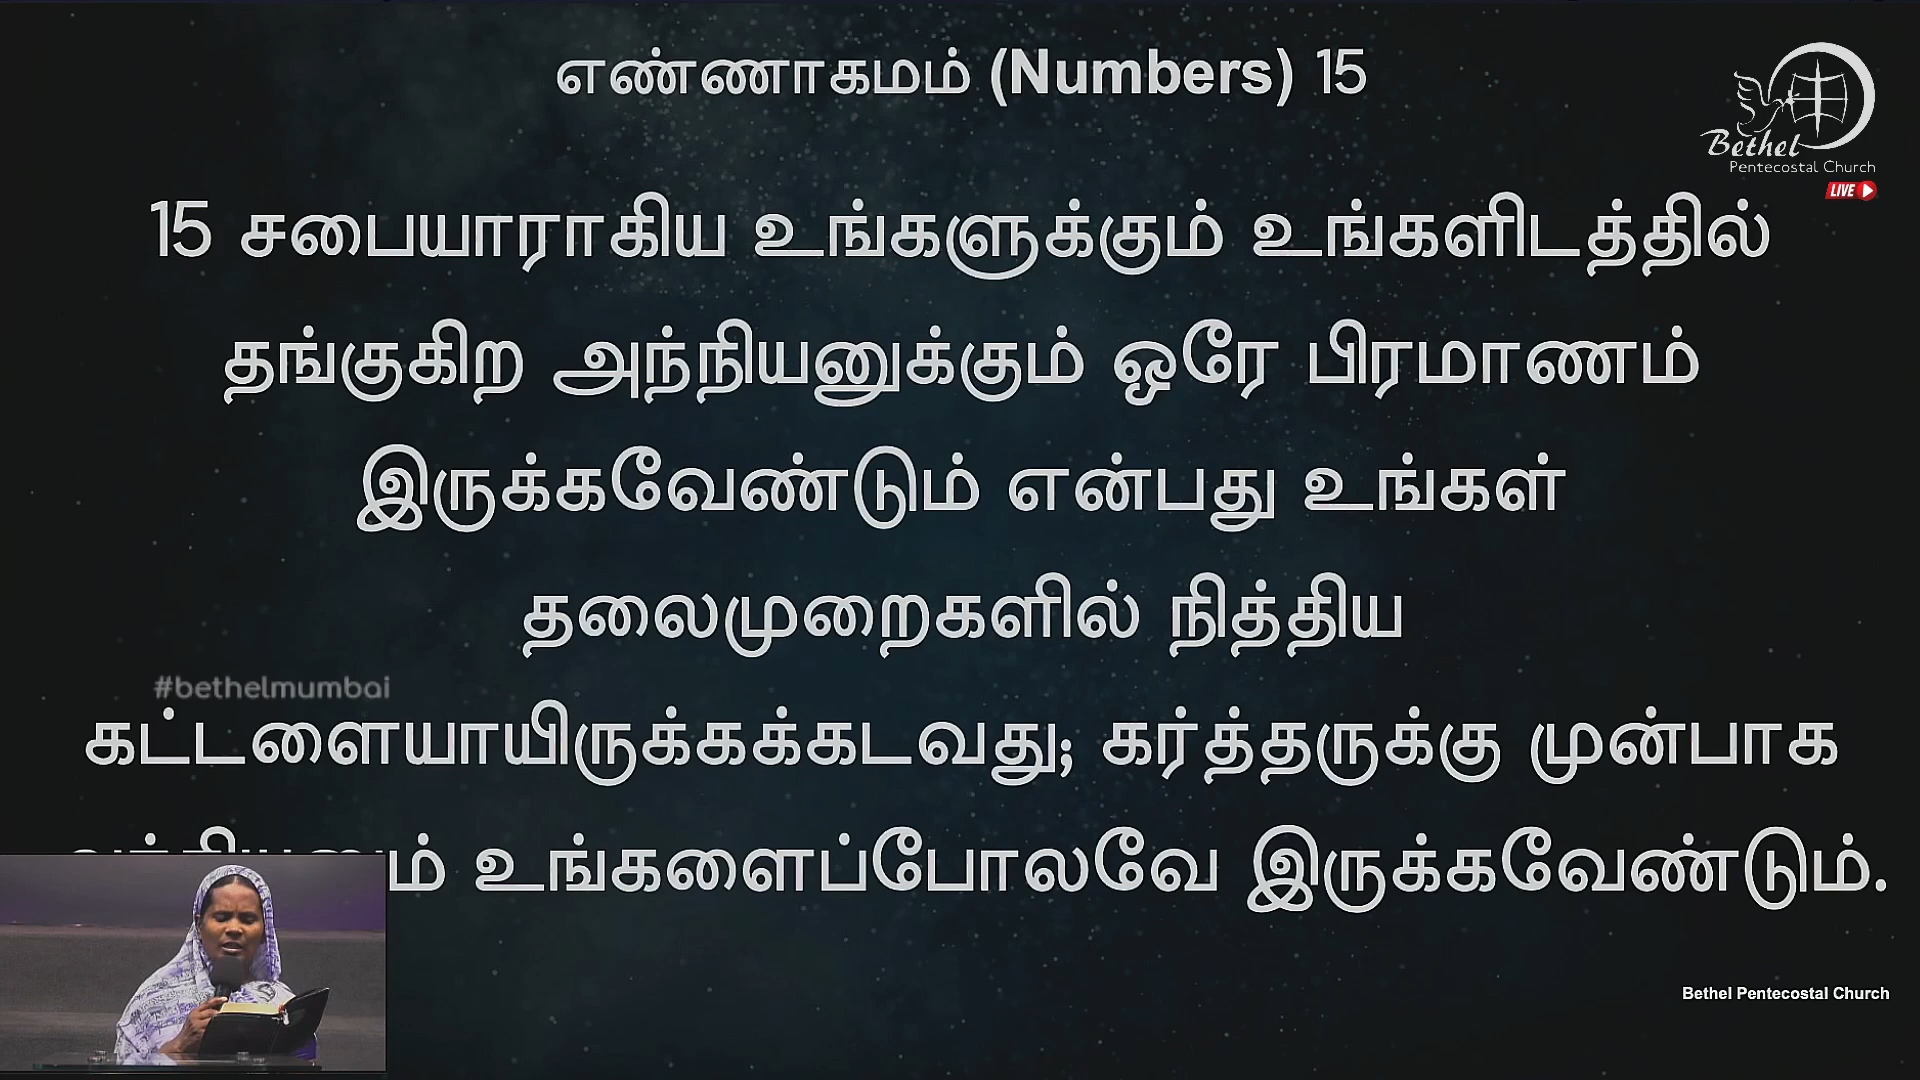 எண்ணாகமம் (Numbers) 15
Bethel
Pentecostal Church
LIVE
15 சபையாராகிய உங்களுக்கும் உங்களிடத்தில்
தங்குகிற அந்நியனுக்கும் ஒரே பிரமாணம்
இருக்கவேண்டும் என்பது உங்கள்
தலைமுறைகளில் நித்திய
#bethelmumbai
கட்டளையாயிருக்கக்கடவது; கர்த்தருக்கு முன்பாக
உங்களைப்போலவே இருக்கவேண்டும்.
Bethel Pentecostal Church